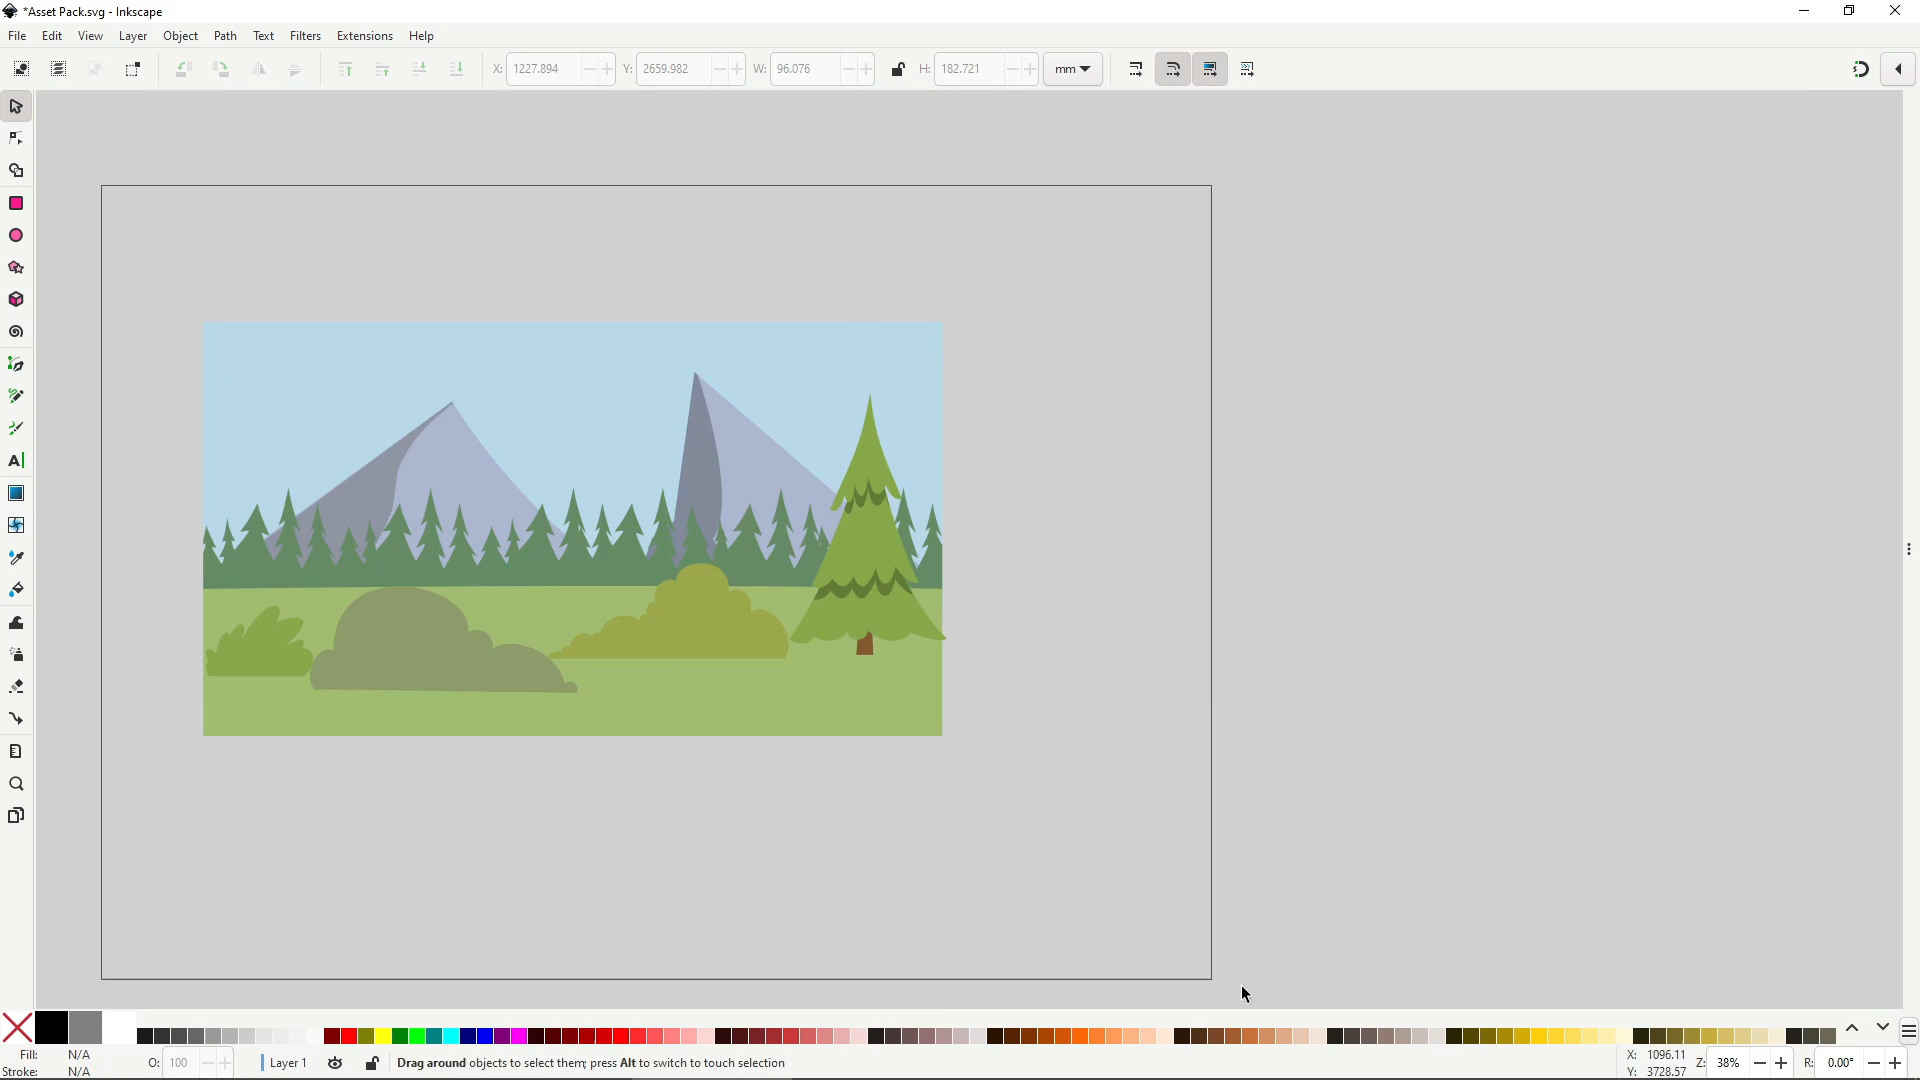 *Asset Pack.svg - Inkscape
File Edit View Layer Object Path Text Filters Extensions Help
X: 1227.894 Y: 2659.982 W: 96.076 H: 182.721 mm
Fill: N/A O: 100 Layer 1 Drag around objects to select them; press Alt to switch to touch selection X: 1096.11 Z: 38% R: 0.00°
Stroke: N/A Y: 3728.57